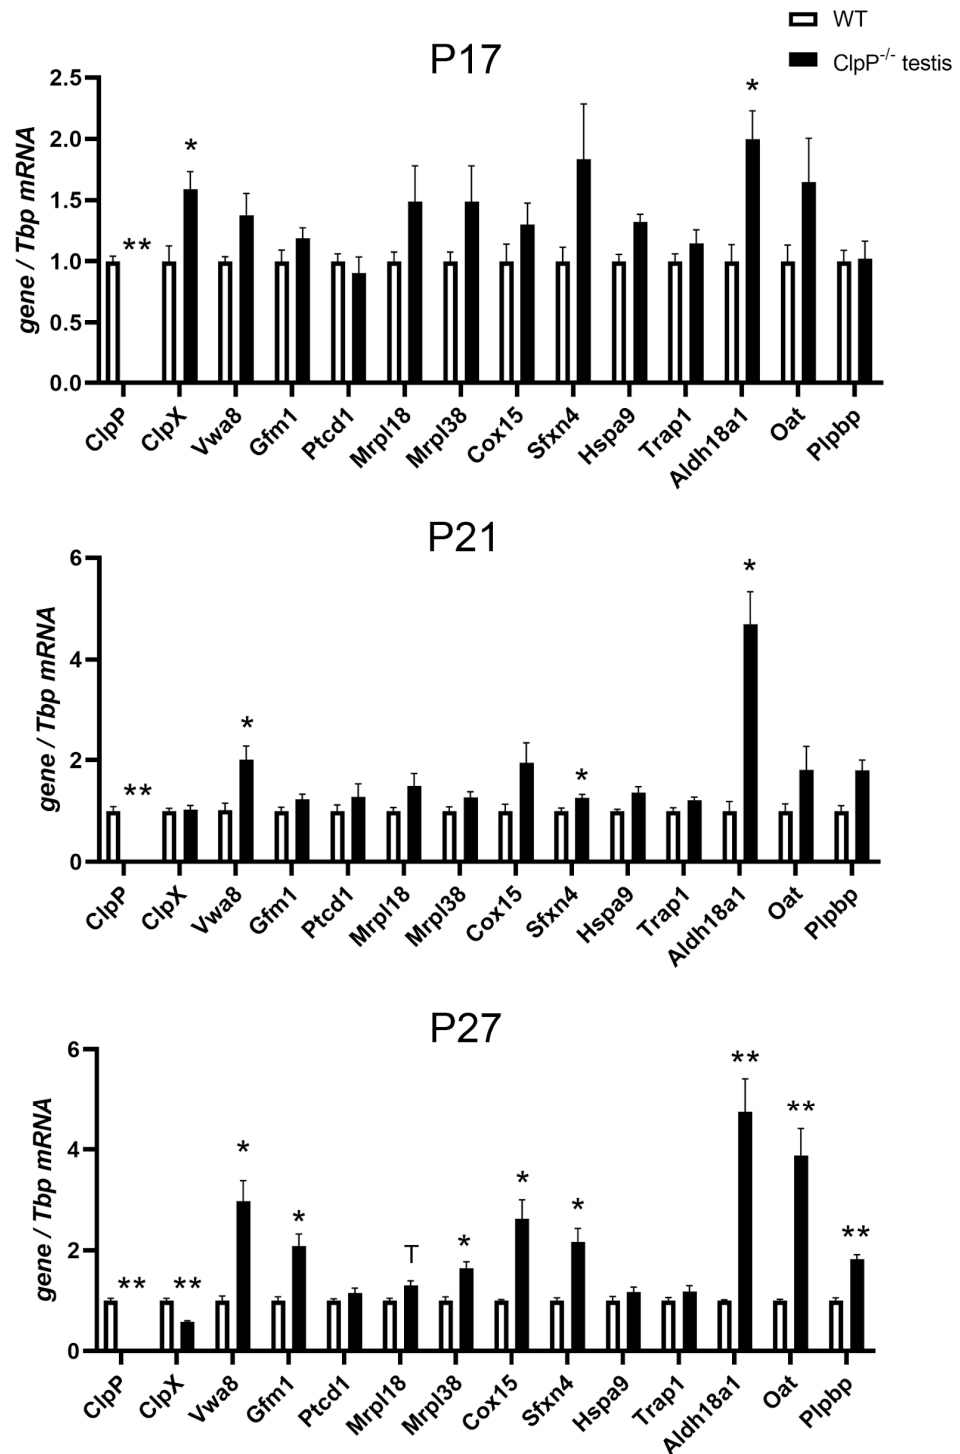 WT
ClpP-/- testis
P17
gene / Tbp mRNA
2.5
2.0
1.5
1.0
0.5
0.0
**
*
*
ClpP
ClpX
Vwa8
Gfm1
Ptcd1
Mrpl18
Mrpl38
Cox15
Sfxn4
Hspa9
Trap1
Aldh18a1
Oat
Plpbp
P21
gene / Tbp mRNA
6
4
2
0
**
*
*
*
ClpP
ClpX
Vwa8
Gfm1
Ptcd1
Mrpl18
Mrpl38
Cox15
Sfxn4
Hspa9
Trap1
Aldh18a1
Oat
Plpbp
P27
gene / Tbp mRNA
6
4
2
0
**
**
*
*
T
*
*
*
**
**
**
ClpP
ClpX
Vwa8
Gfm1
Ptcd1
Mrpl18
Mrpl38
Cox15
Sfxn4
Hspa9
Trap1
Aldh18a1
Oat
Plpbp